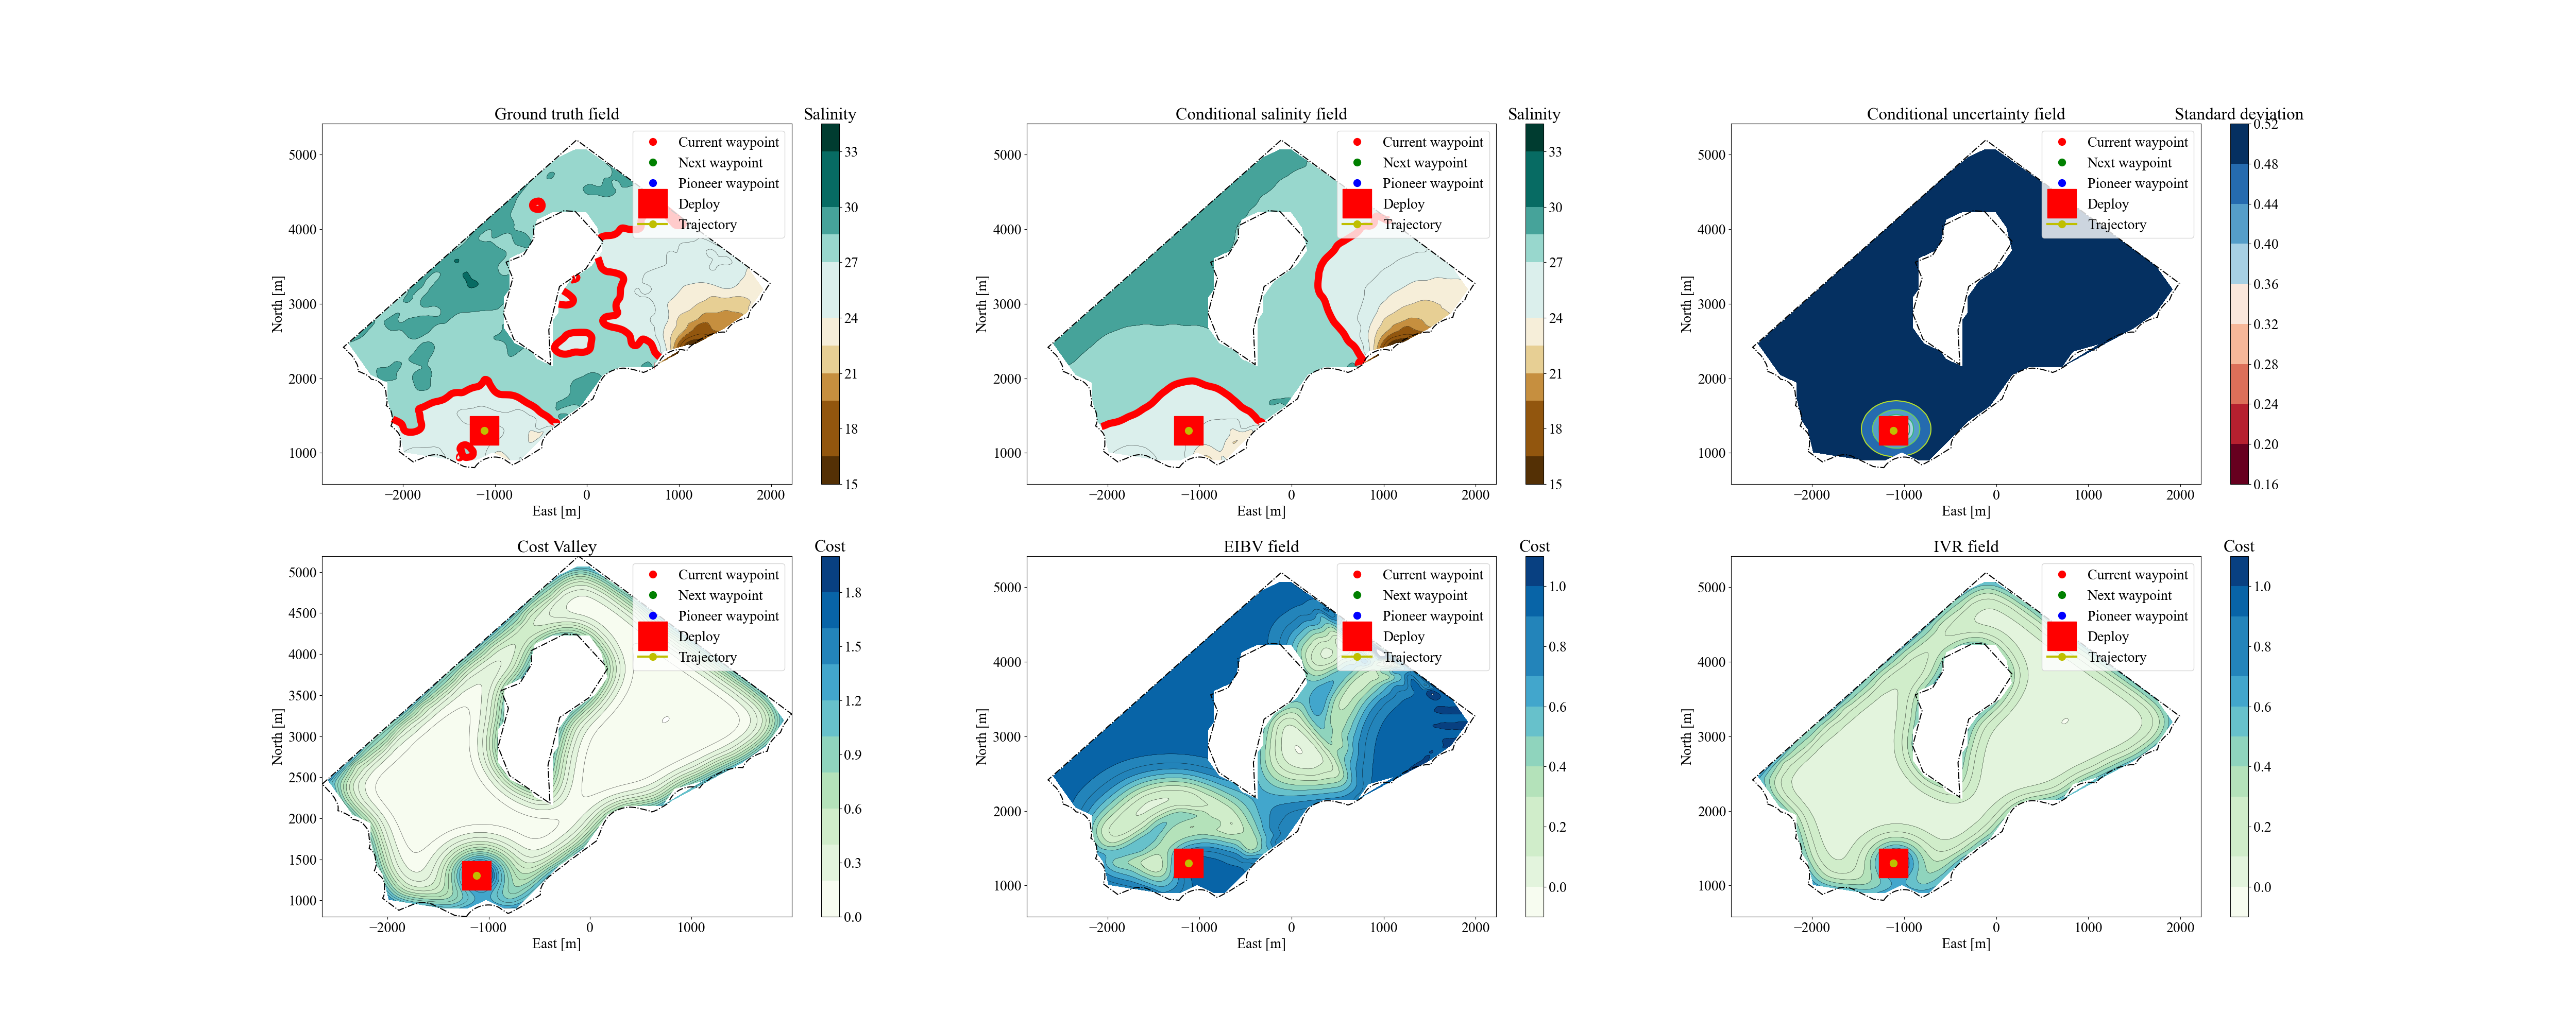 Ground truth field
Salinity
Current waypoint
Next waypoint
Pioneer waypoint
Deploy
Trajectory
5000
4000
3000
2000
1000
North [m]
−2000
−1000
0
1000
2000
East [m]
33
30
27
24
21
18
15
Conditional salinity field
Salinity
Current waypoint
Next waypoint
Pioneer waypoint
Deploy
Trajectory
5000
4000
3000
2000
1000
North [m]
−2000
−1000
0
1000
2000
East [m]
33
30
27
24
21
18
15
Conditional uncertainty field
Standard deviation
Current waypoint
Next waypoint
Pioneer waypoint
Deploy
Trajectory
5000
4000
3000
2000
1000
North [m]
−2000
−1000
0
1000
2000
East [m]
0.52
0.48
0.44
0.40
0.36
0.32
0.28
0.24
0.20
0.16
Cost Valley
Cost
Current waypoint
Next waypoint
Pioneer waypoint
Deploy
Trajectory
5000
4500
4000
3500
3000
2500
2000
1500
1000
North [m]
−2000
−1000
0
1000
East [m]
1.8
1.5
1.2
0.9
0.6
0.3
0.0
EIBV field
Cost
Current waypoint
Next waypoint
Pioneer waypoint
Deploy
Trajectory
5000
4000
3000
2000
1000
North [m]
−2000
−1000
0
1000
2000
East [m]
1.0
0.8
0.6
0.4
0.2
0.0
IVR field
Cost
Current waypoint
Next waypoint
Pioneer waypoint
Deploy
Trajectory
5000
4000
3000
2000
1000
North [m]
−2000
−1000
0
1000
2000
East [m]
1.0
0.8
0.6
0.4
0.2
0.0